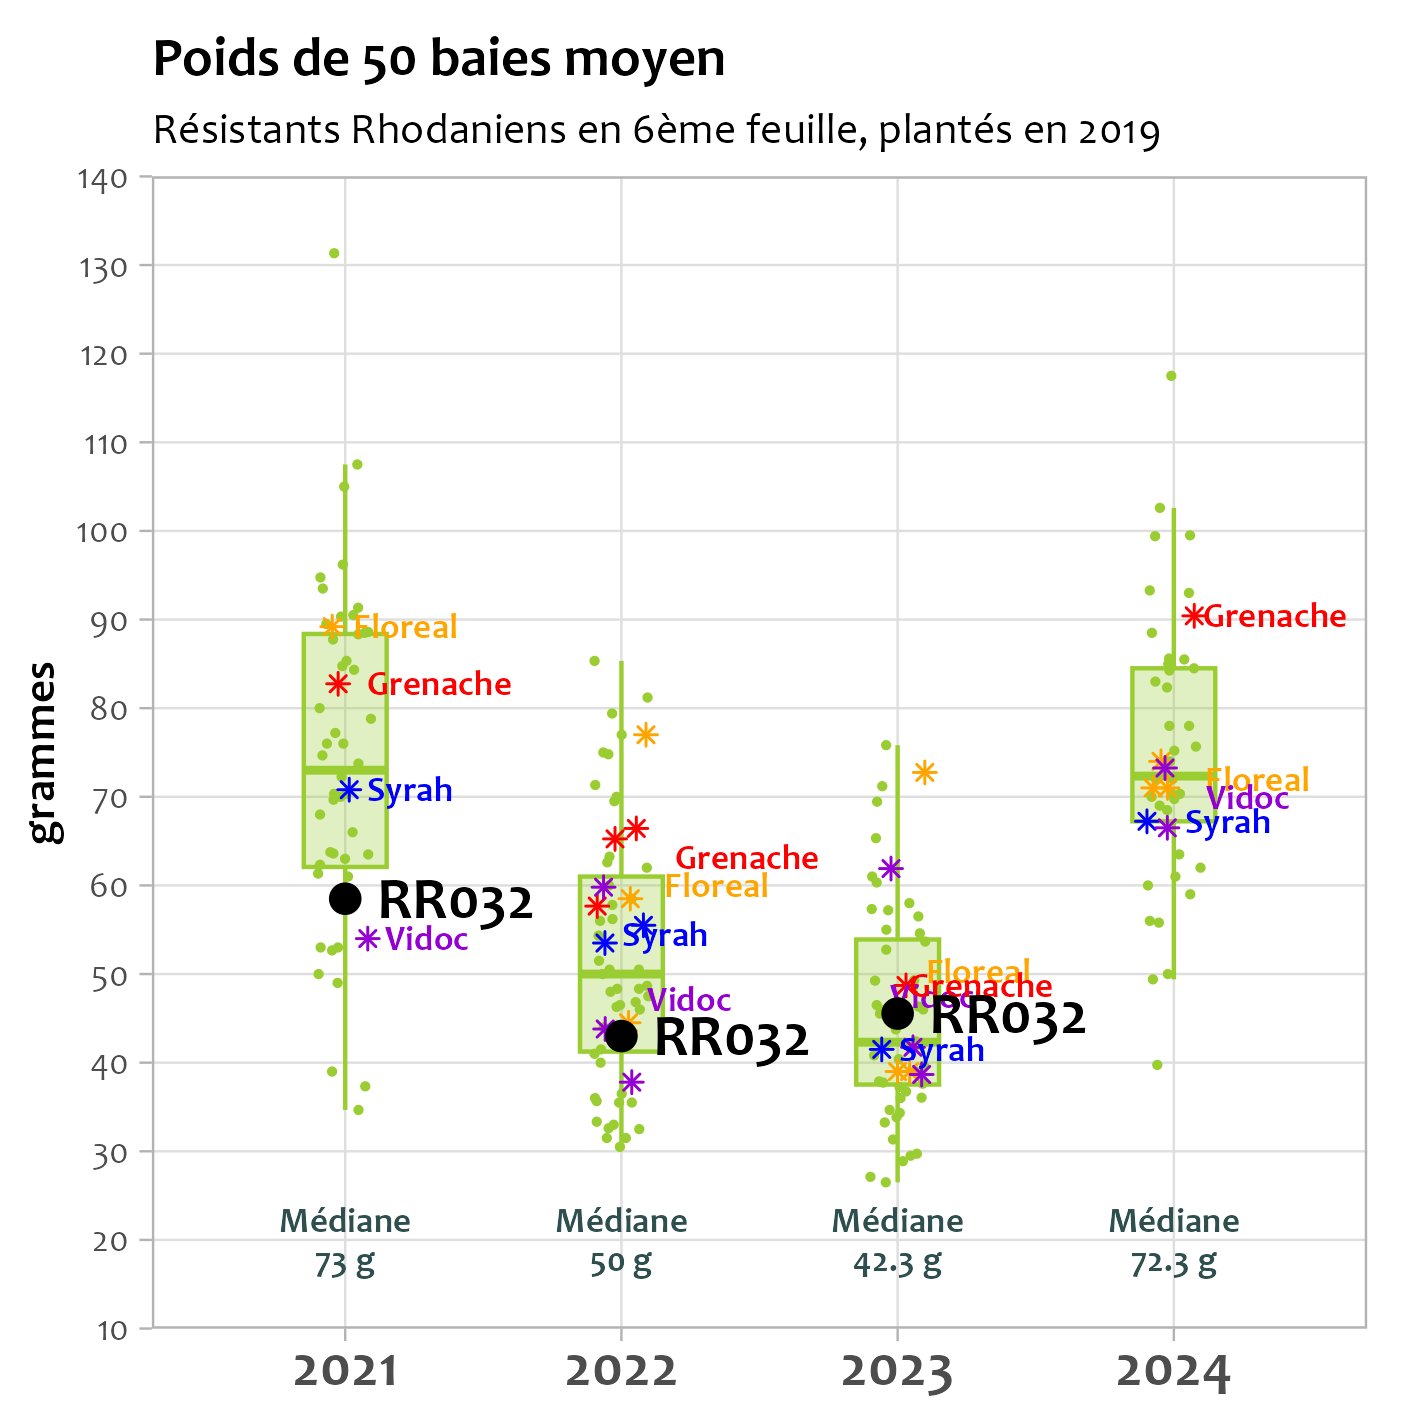 Poids de 50 baies moyen
Résistants Rhodaniens en 6ème feuille, plantés en 2019
grammes
140
130
120
110
100
90
80
70
60
50
40
30
20
10
Floreal
Grenache
Syrah
RR032
Vidoc
Médiane
73 g
Grenache
Floreal
Syrah
Vidoc
RR032
Médiane
50 g
Floreal
Grenache
Vidoc
RR032
Syrah
Médiane
42.3 g
Grenache
Floreal
Vidoc
Syrah
Médiane
72.3 g
2021
2022
2023
2024